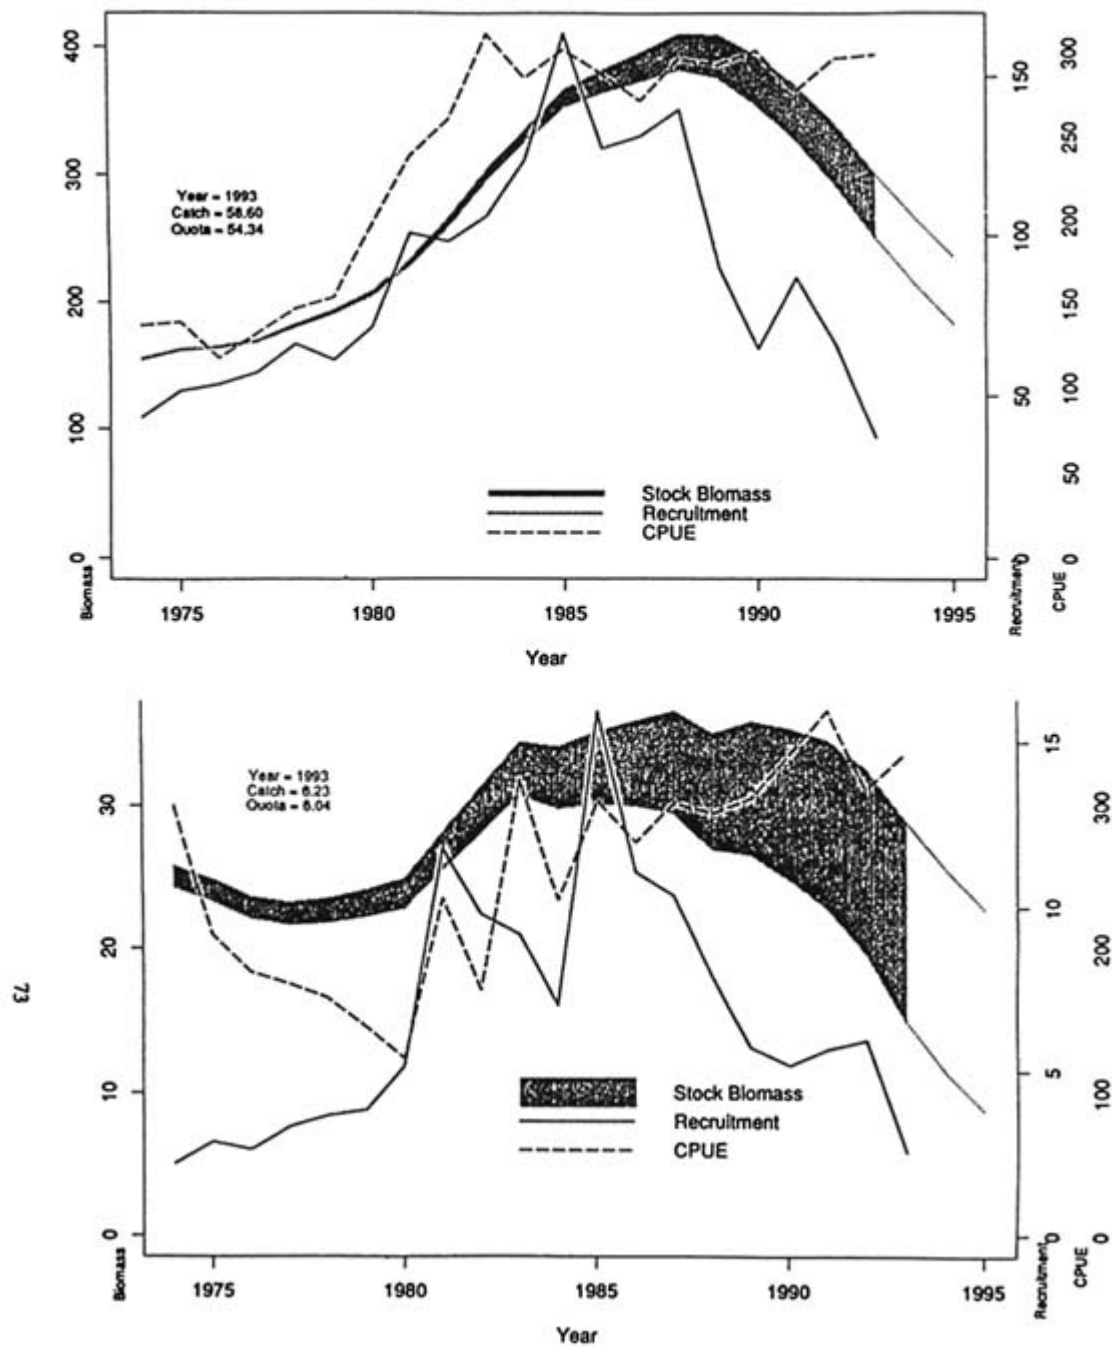 400
300
200
100
0
Biomass
Year = 1993
Catch = 58.60
Quota = 54.34
Stock Biomass
Recruitment
CPUE
150
100
50
0
Recruitment
300
250
200
150
100
50
0
CPUE
1975 1980 1985 1990 1995
Year
30
20
10
0
Biomass
Year = 1993
Catch = 6.23
Quota = 6.04
Stock Biomass
Recruitment
CPUE
15
10
5
0
Recruitment
300
200
100
0
CPUE
1975 1980 1985 1990 1995
Year
73